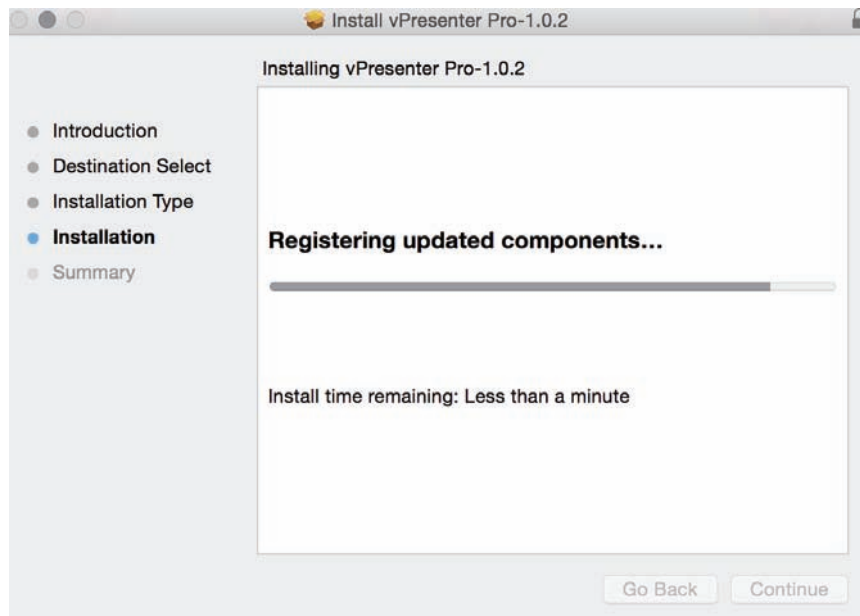 Install vPresenter Pro-1.0.2
Installing vPresenter Pro-1.0.2
Introduction
Destination Select
Installation Type
Installation
Summary
Registering updated components...
Install time remaining: Less than a minute
Go Back
Continue